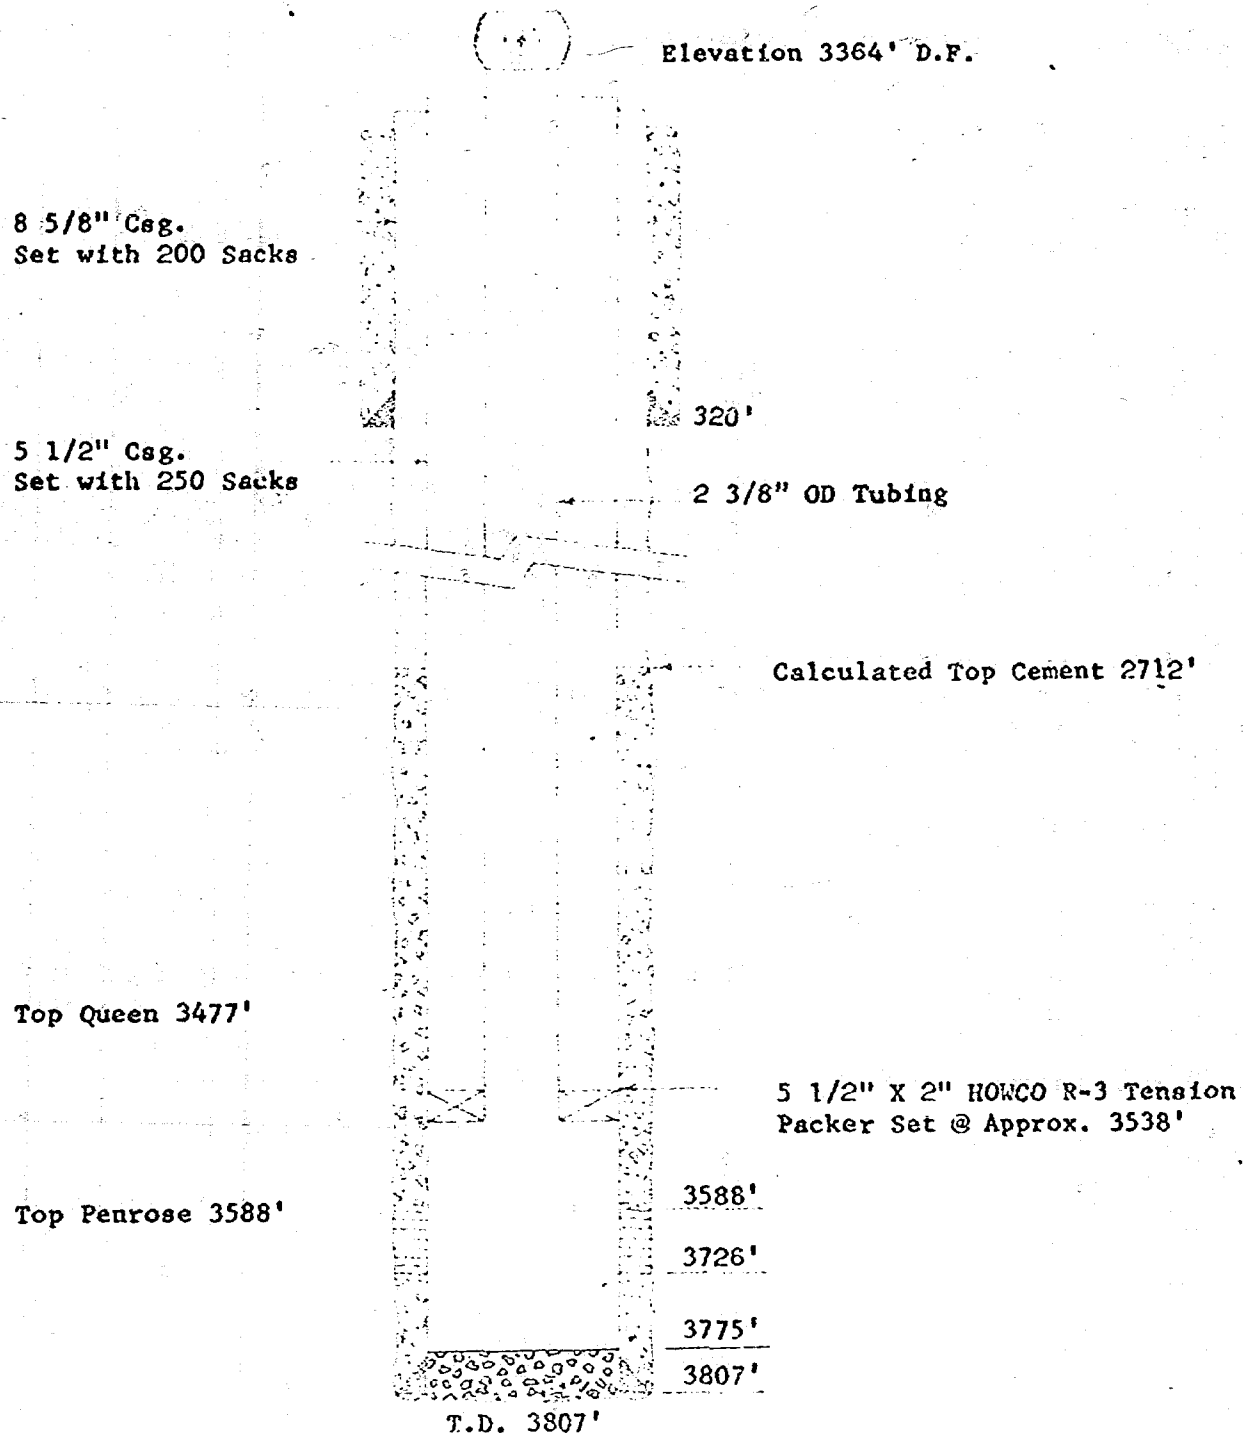 Elevation 3364' D.F.
8 5/8" Csg.
Set with 200 Sacks
320'
5 1/2" Csg.
Set with 250 Sacks
2 3/8" OD Tubing
Calculated Top Cement 2712'
Top Queen 3477'
5 1/2" X 2" HOWCO R-3 Tension
Packer Set @ Approx. 3538'
3588'
Top Penrose 3588'
3726'
3775'
3807'
T.D. 3807'